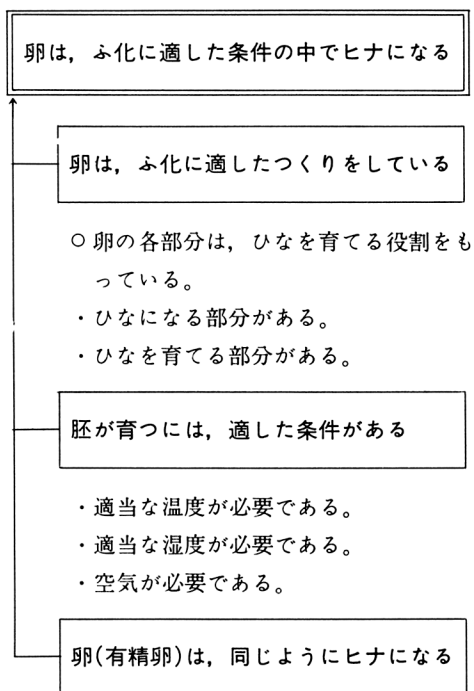 卵は，ふ化に適した条件の中でヒナになる
卵は，ふ化に適したつくりをしている
○卵の各部分は，ひなを育てる役割をも
っている。
・ひなになる部分がある。
・ひなを育てる部分がある。
胚が育つには，適した条件がある
・適当な温度が必要である。
・適当な湿度が必要である。
・空気が必要である。
卵(有精卵)は，同じようにヒナになる